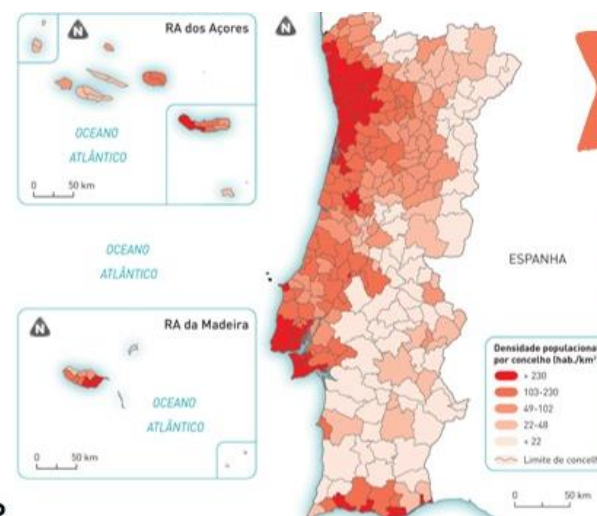 N
RA dos Açores
OCEANO
ATLÂNTICO
0 50 km
N
OCEANO
ATLÂNTICO
ESPANHA
N
RA da Madeira
OCEANO
ATLÂNTICO
0 50 km
Densidade populacional
por concelho (hab./km²
+ 230
103-230
49-102
22-48
+ 22
Limite de concelh
0 50 km